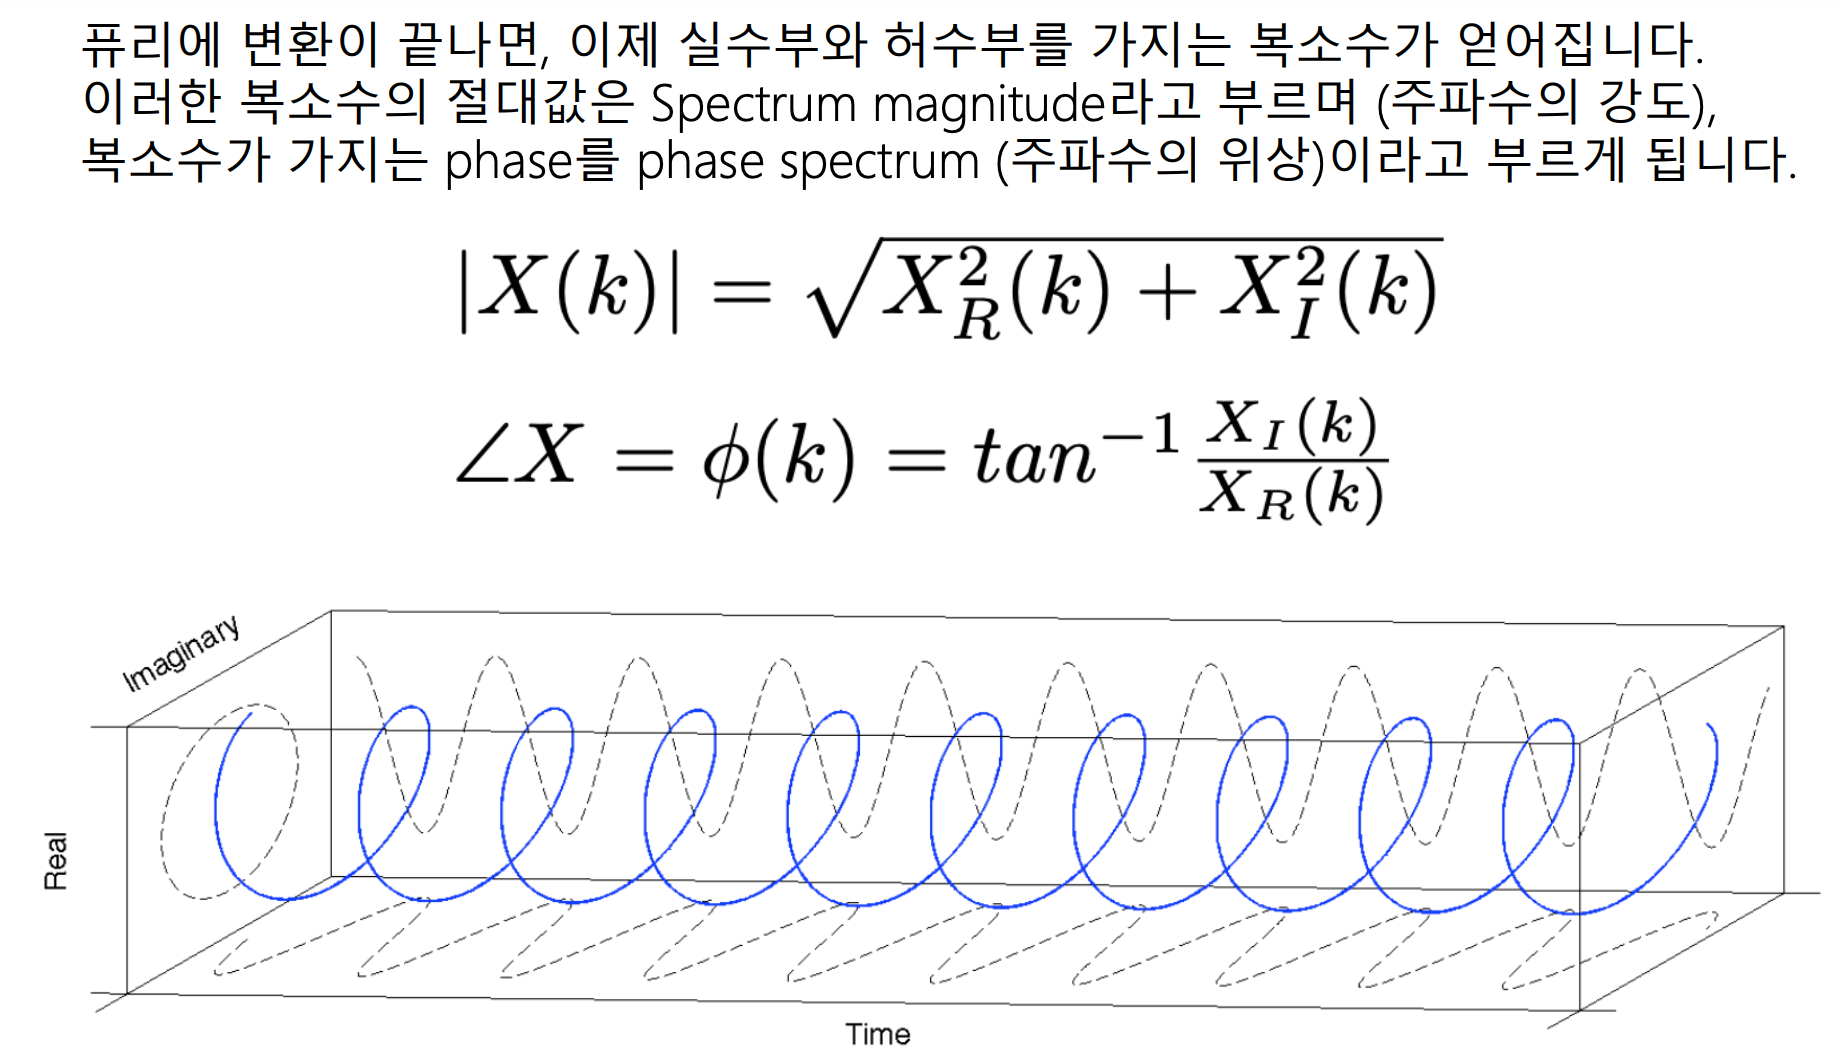 퓨리에 변환이 끝나면, 이제 실수부와 허수부를 가지는 복소수가 얻어집니다.
이러한 복소수의 절대값은 Spectrum magnitude라고 부르며 (주파수의 강도),
복소수가 가지는 phase를 phase spectrum (주파수의 위상)이라고 부르게 됩니다.
|X(k)| = √(X_R^2(k) + X_I^2(k))
∠X = ϕ(k) = tan^{-1} X_I(k)/X_R(k)
Imaginary
Real
Time